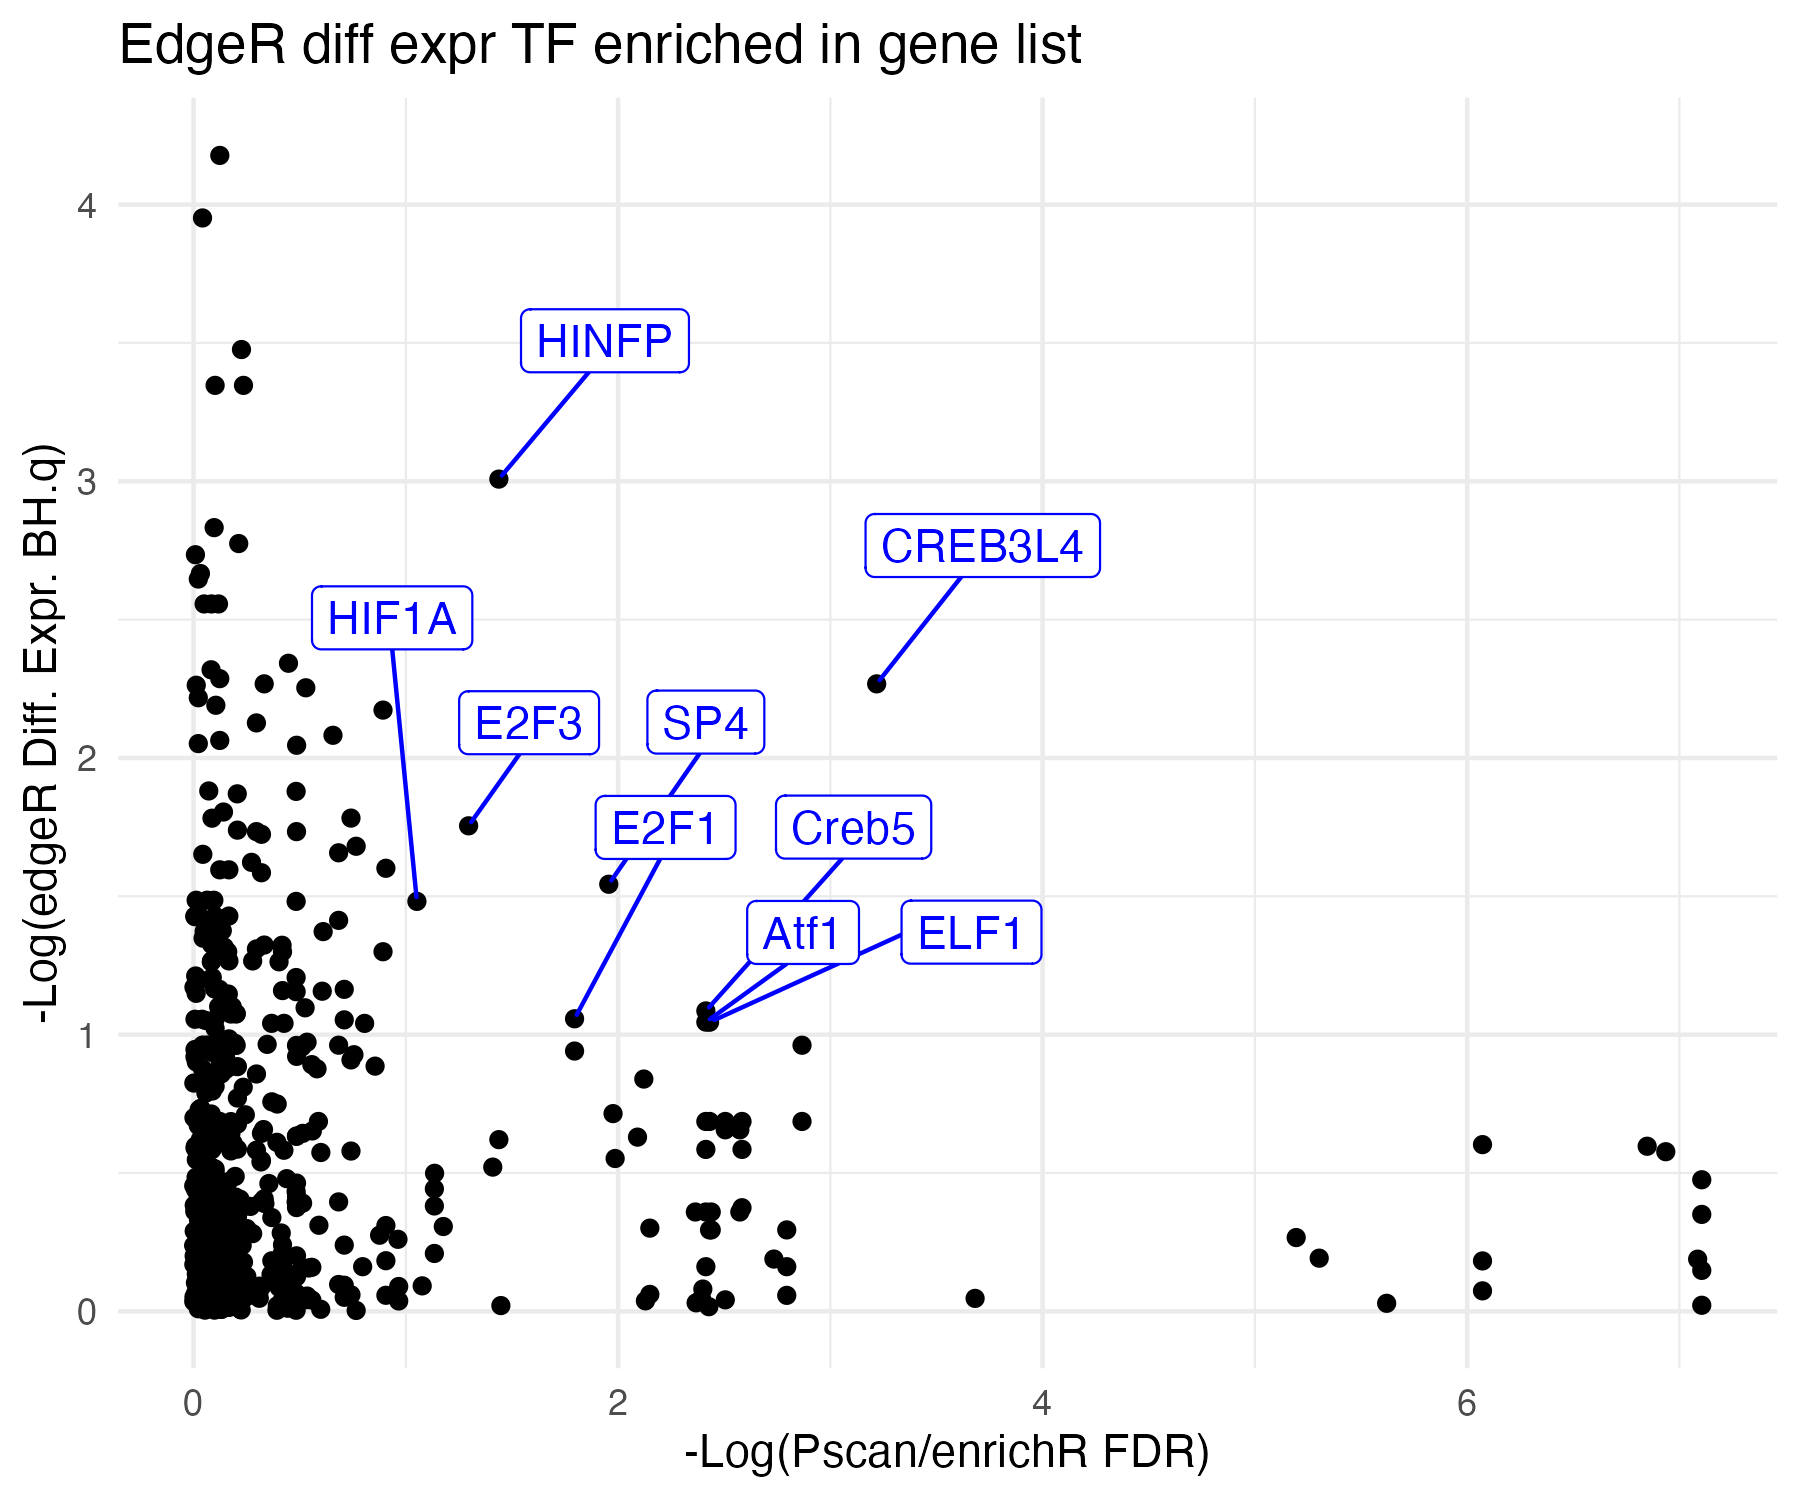 EdgeR diff expr TF enriched in gene list
-Log(edgeR Diff. Expr. BH.q)
4
3
2
1
0
HINFP
CREB3L4
HIF1A
E2F3
SP4
E2F1
Creb5
Atf1
ELF1
0
2
4
6
-Log(Pscan/enrichR FDR)